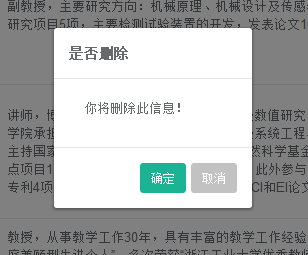 副教授，主要研究方向：机械原理、机械设计及传感
研究项目5项，主要检测试验装置的开发，发表论文1
是否删除
讲师，博
数值研究
你将删除此信息！
学院承担
系统工程
主持国家
然科学基金
点项目1
此外参与
专利4项
CI和EI论文
确定
取消
教授，从事教学工作30年，具有丰富的教学工作经验